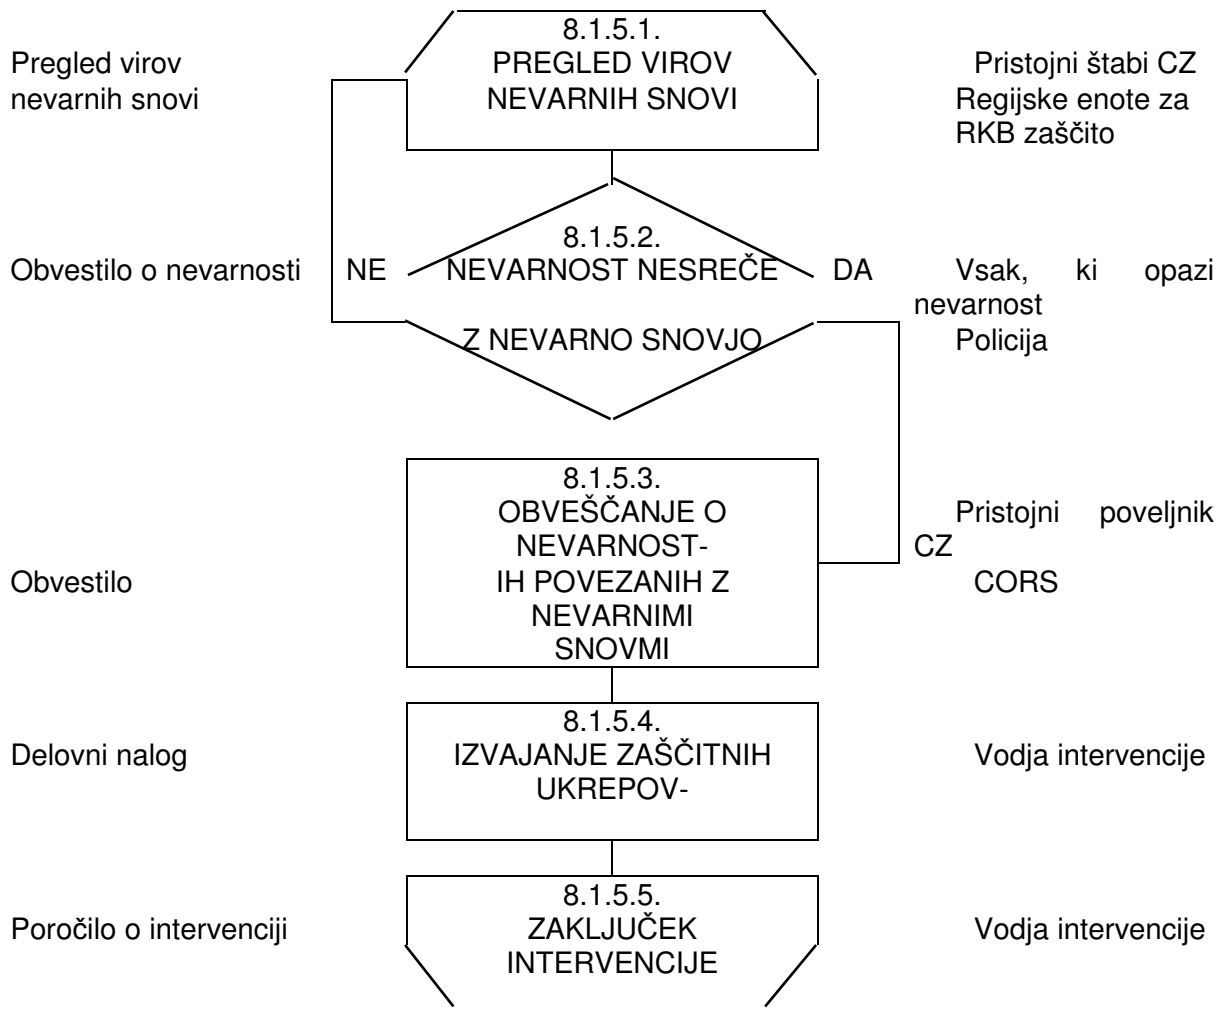 8.1.5.1.
Pregled virov PREGLED VIROV Pristojni štabi CZ
nevarnih snovi NEVARNIH SNOVI Regijske enote za
RKB zaščito
8.1.5.2.
Obvestilo o nevarnosti NE NEVARNOST NESREČE DA Vsak, ki opazi
nevarnost
Z NEVARNO SNOVJO Policija
8.1.5.3.
OBVEŠČANJE O Pristojni poveljnik
NEVARNOST- CZ
Obvestilo IH POVEZANIH Z CORS
NEVARNIMI
SNOVMI
8.1.5.4.
Delovni nalog IZVAJANJE ZAŠČITNIH Vodja intervencije
UKREPOV-
8.1.5.5.
Poročilo o intervenciji ZAKLJUČEK Vodja intervencije
INTERVENCIJE